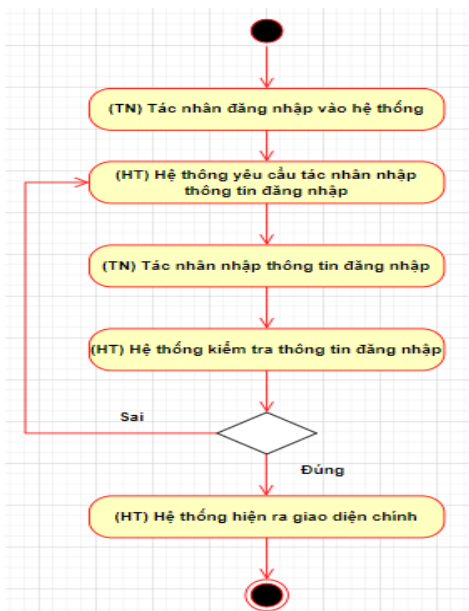 (TN) Tác nhân đăng nhập vào hệ thống
(HT) Hệ thông yêu cầu tác nhân nhập
thông tin đăng nhập
(TN) Tác nhân nhập thông tin đăng nhập
(HT) Hệ thống kiểm tra thông tin đăng nhập
Sai
Đúng
(HT) Hệ thống hiện ra giao diện chính